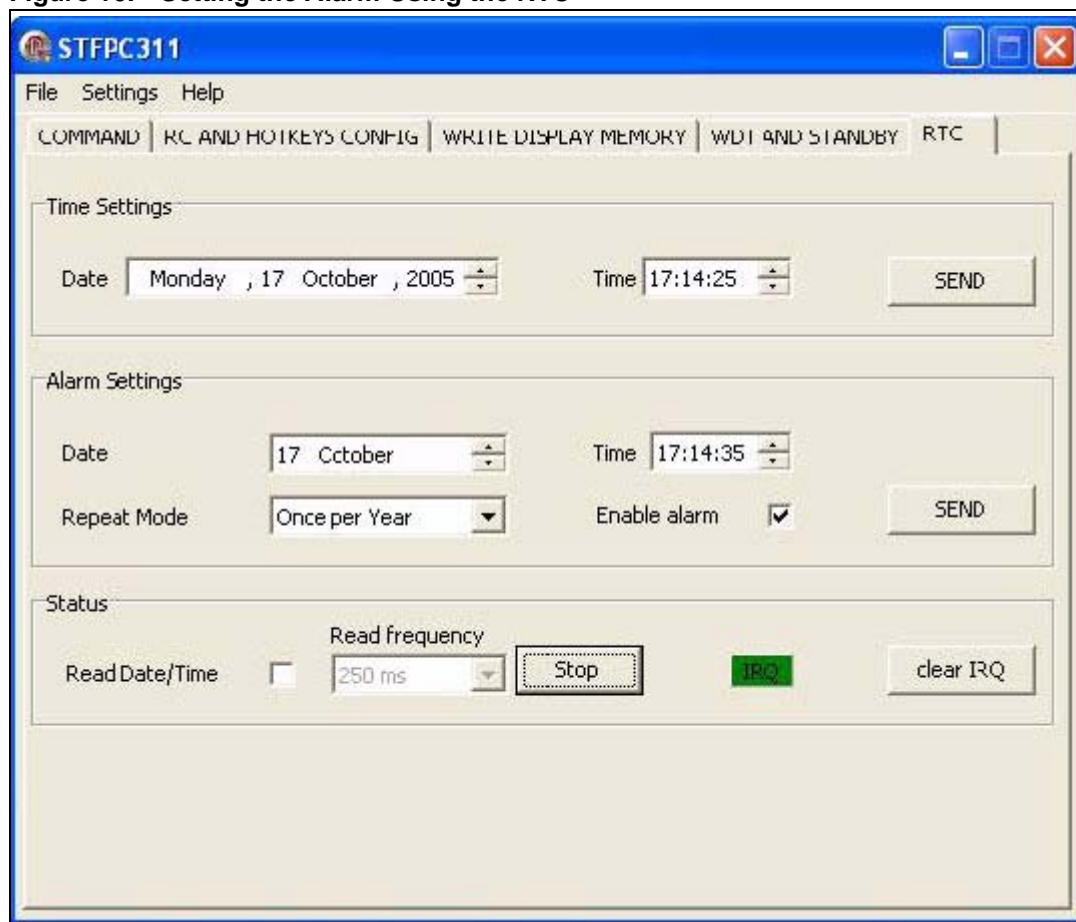 STFPC311
File Settings Help
COMMAND RC AND HOTKEYS CONFIG WRITE DISPLAY MEMORY WDT AND STANDBY RTC
Time Settings
Date Monday , 17 October , 2005 Time 17:14:25 SEND
Alarm Settings
Date 17 Cctober Time 17:14:35
Repeat Mode Once per Year Enable alarm SEND
Status
Read frequency
Read Date/Time 250 ms Stop IRQ clear IRQ